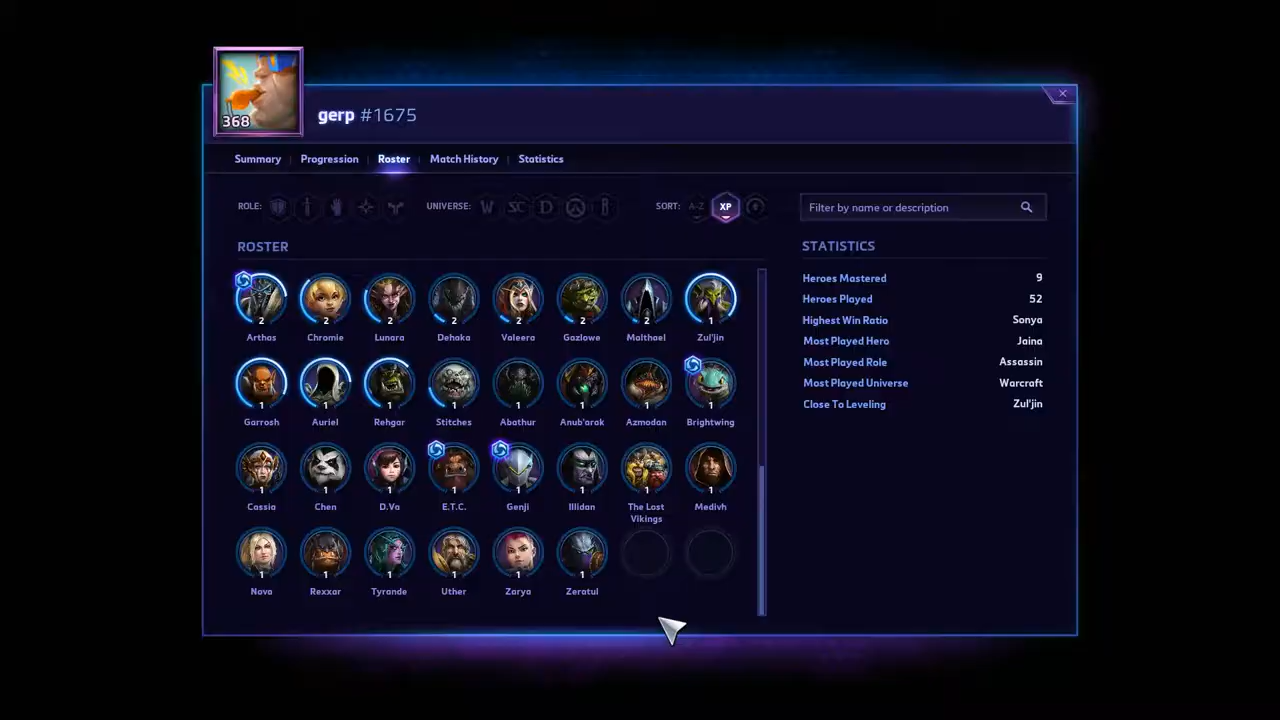 368
gerp #1675
Summary Progression Roster Match History Statistics
ROLE: UNIVERSE: W SC D SORT: A-Z XP Filter by name or description
ROSTER STATISTICS
Heroes Mastered 9
Heroes Played 52
Highest Win Ratio Sonya
Most Played Hero Jaina
Most Played Role Assassin
Most Played Universe Warcraft
Close To Leveling Zul'jin
2 2 2 2 2 2 2 1
Arthas Chromie Lunara Dehaka Valeera Gazlowe Malthael Zul'jin
1 1 1 1 1 1 1 1
Garrosh Auriel Rehgar Stitches Abathur Anub'arak Azmodan Brightwing
1 1 1 1 1 1 1 1
Cassia Chen D.Va E.T.C. Genji Illidan The Lost Medivh
Vikings
1 1 1 1 1 1
Nova Rexxar Tyrande Uther Zarya Zeratul